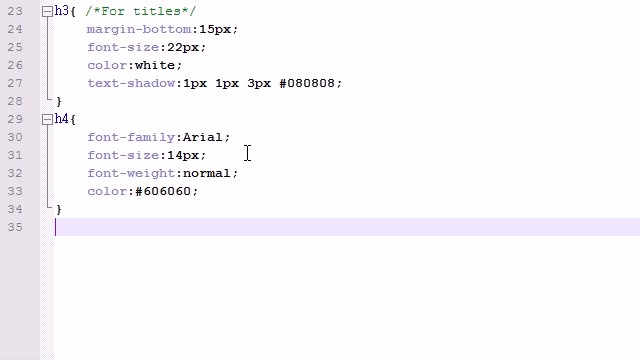 23 h3{ /*For titles*/
24 margin-bottom:15px;
25 font-size:22px;
26 color:white;
27 text-shadow:1px 1px 3px #080808;
28 }
29 h4{
30 font-family:Arial;
31 font-size:14px;
32 font-weight:normal;
33 color:#606060;
34 }
35